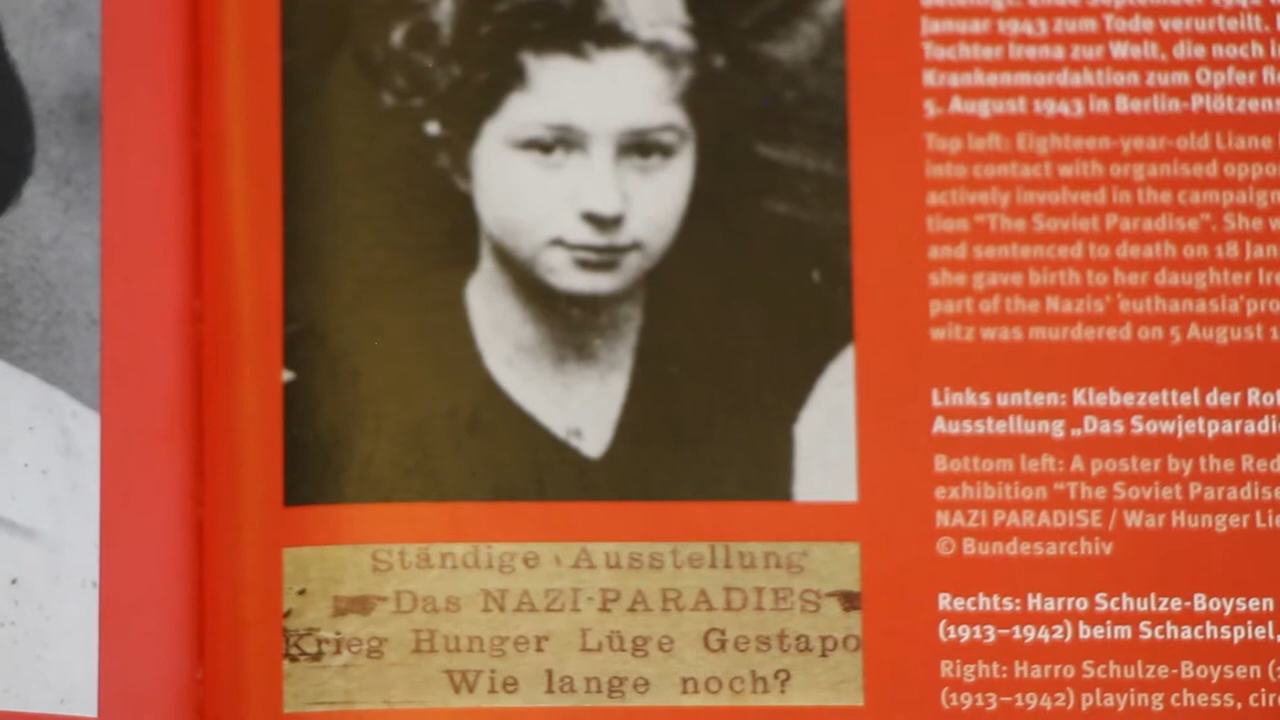 Januar 1943 zum Tode verurteilt.
Tochter Irena zur Welt, die noch i
Krankenmordaktion zum Opfer fi
5. August 1943 in Berlin-Plötzens
Top left: Eighteen-year-old Liane
into contact with organised oppo
actively involved in the campaign
tion "The Soviet Paradise". She w
and sentenced to death on 18 Jan
she gave birth to her daughter Ir
part of the Nazis' 'euthanasia' pro
witz was murdered on 5 August 1
Links unten: Klebezettel der Rot
Ausstellung „Das Sowjetparadi
Bottom left: A poster by the Red
exhibition "The Soviet Paradise
NAZI PARADISE / War Hunger Li
© Bundesarchiv
Rechts: Harro Schulze-Boysen
(1913–1942) beim Schachspiel,
Right: Harro Schulze-Boysen (1
(1913–1942) playing chess, cir
Ständige Ausstellung
Das NAZI-PARADIES
Krieg Hunger Lüge Gestapo
Wie lange noch?